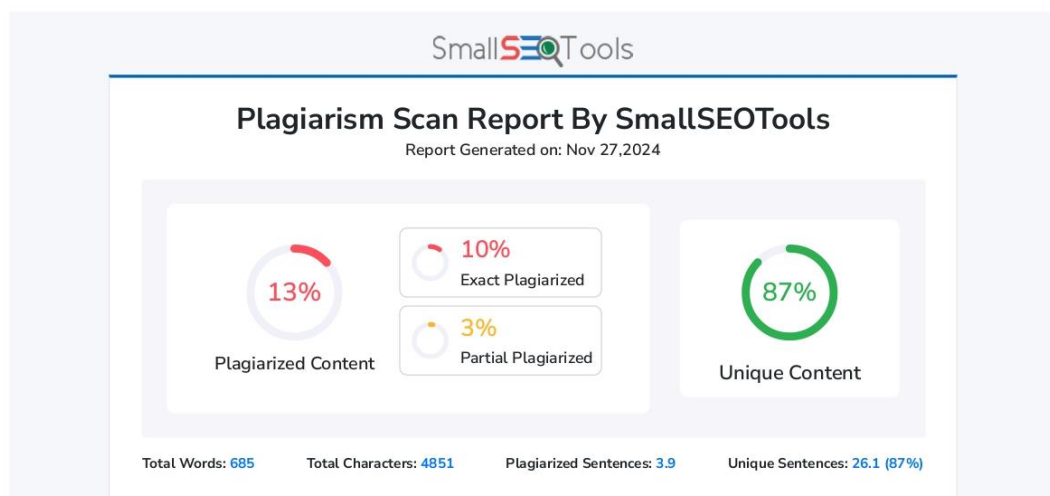 SmallSEOTools
Plagiarism Scan Report By SmallSEOTools
Report Generated on: Nov 27,2024
13%
Plagiarized Content
10%
Exact Plagiarized
3%
Partial Plagiarized
87%
Unique Content
Total Words: 685 Total Characters: 4851 Plagiarized Sentences: 3.9 Unique Sentences: 26.1 (87%)